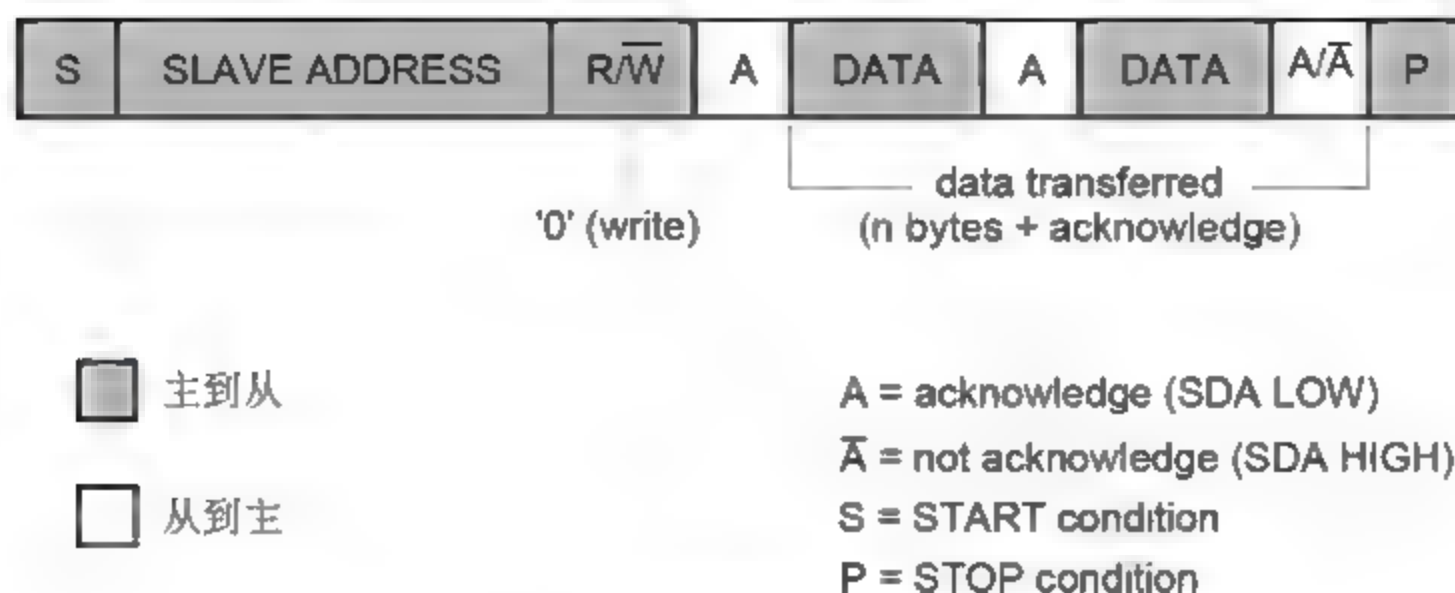 S SLAVE ADDRESS R/W̅ A DATA A DATA A/A̅ P
data transferred
'0' (write) (n bytes + acknowledge)
主到从
从到主
A = acknowledge (SDA LOW)
A̅ = not acknowledge (SDA HIGH)
S = START condition
P = STOP condition